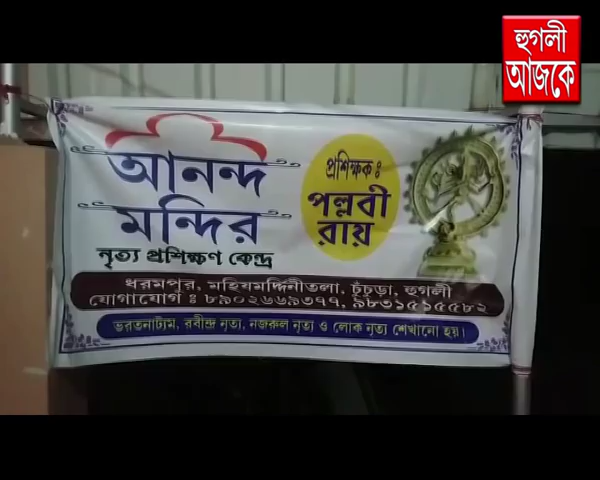 হুগলী
আজকে
আনন্দ
মন্দির
নৃত্য প্রশিক্ষণ কেন্দ্র
প্রশিক্ষক ঃ
পল্লবী
রায়
ধরমপুর, মহিষমর্দ্দিনীতলা, চুঁচুড়া, হুগলী
যোগাযোগ : ৮৯০২৬৬৯৩৭৭, ৯৮৩১৫১৫৫৮২
ভরতনাট্যম, রবীন্দ্র নৃত্য, নজরুল নৃত্য ও লোক নৃত্য শেখানো হয়।